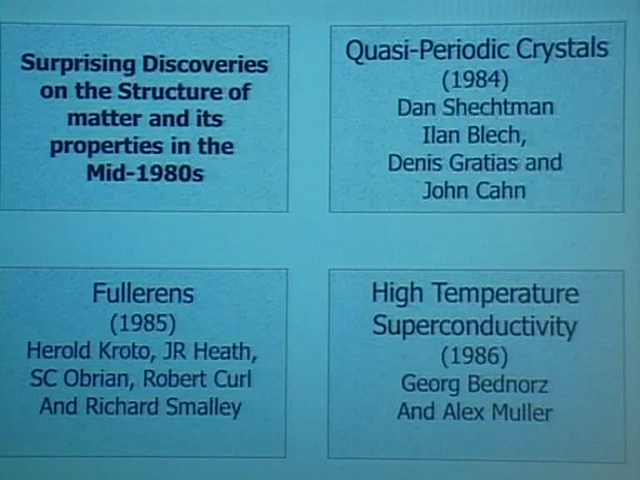 Surprising Discoveries
on the Structure of
matter and its
properties in the
Mid-1980s
Quasi-Periodic Crystals
(1984)
Dan Shechtman
Ilan Blech,
Denis Gratias and
John Cahn
Fullerens
(1985)
Herold Kroto, JR Heath,
SC Obrian, Robert Curl
And Richard Smalley
High Temperature
Superconductivity
(1986)
Georg Bednorz
And Alex Muller